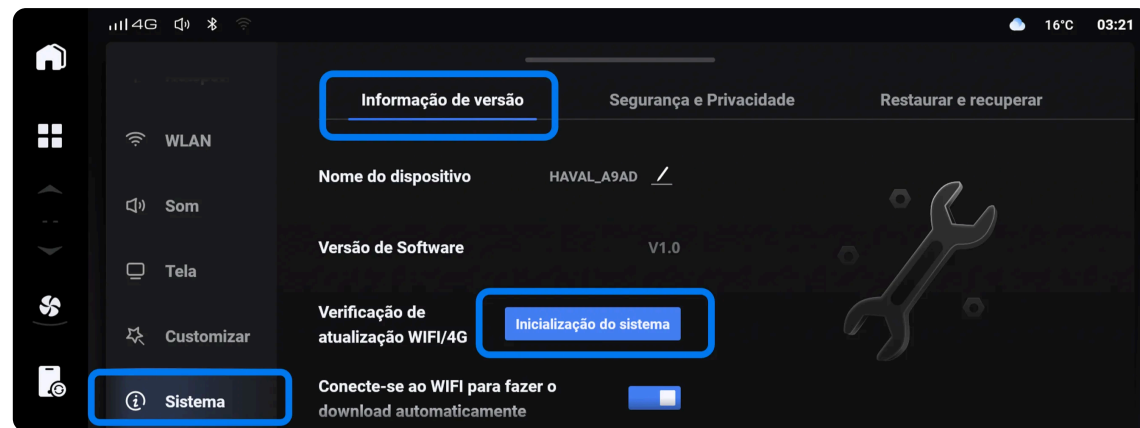 4G
16°C 03:21
Informação de versão
Segurança e Privacidade
Restaurar e recuperar
WLAN
Som
Tela
Customizar
Sistema
Nome do dispositivo
HAVAL_A9AD
Versão de Software
V1.0
Verificação de
atualização WIFI/4G
Inicialização do sistema
Conecte-se ao WIFI para fazer o
download automaticamente